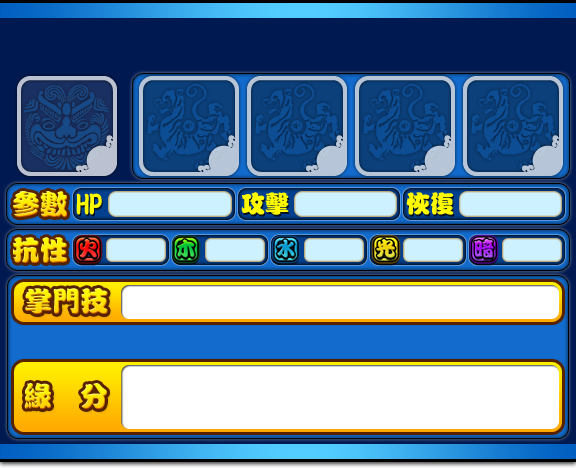 參數 HP 攻擊 恢復
抗性 火 木 水 光 暗
掌門技
緣 分